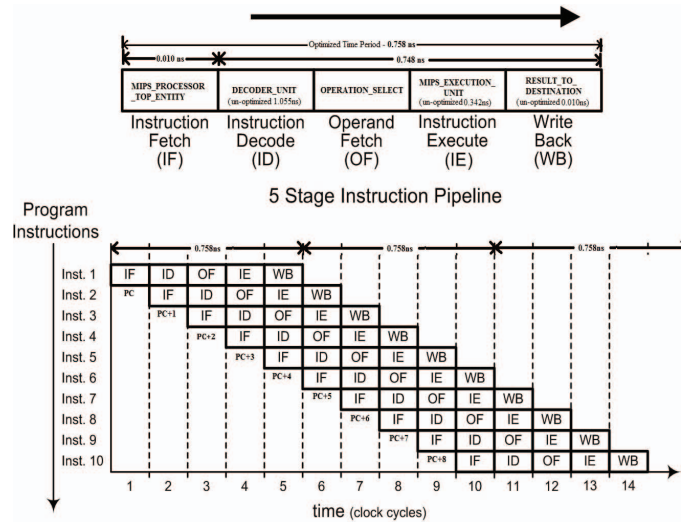 Optimized Time Period - 0.758 ns
0.010 ns 0.748 ns
MIPS_PROCESSOR
_TOP_ENTITY
DECODER_UNIT
(un-optimized 1.055ns)
OPERATION_SELECT
MIPS_EXECUTION_
UNIT
(un-optimized 0.342ns)
RESULT_TO_
DESTINATION
(un-optimized 0.010ns)
Instruction
Fetch
(IF)
Instruction
Decode
(ID)
Operand
Fetch
(OF)
Instruction
Execute
(IE)
Write
Back
(WB)
5 Stage Instruction Pipeline
Program
Instructions
0.758ns 0.758ns 0.758ns
Inst. 1 IF ID OF IE WB
Inst. 2 PC IF ID OF IE WB
Inst. 3 PC+1 IF ID OF IE WB
Inst. 4 PC+2 IF ID OF IE WB
Inst. 5 PC+3 IF ID OF IE WB
Inst. 6 PC+4 IF ID OF IE WB
Inst. 7 PC+5 IF ID OF IE WB
Inst. 8 PC+6 IF ID OF IE WB
Inst. 9 PC+7 IF ID OF IE WB
Inst. 10 PC+8 IF ID OF IE WB
1 2 3 4 5 6 7 8 9 10 11 12 13 14
time (clock cycles)